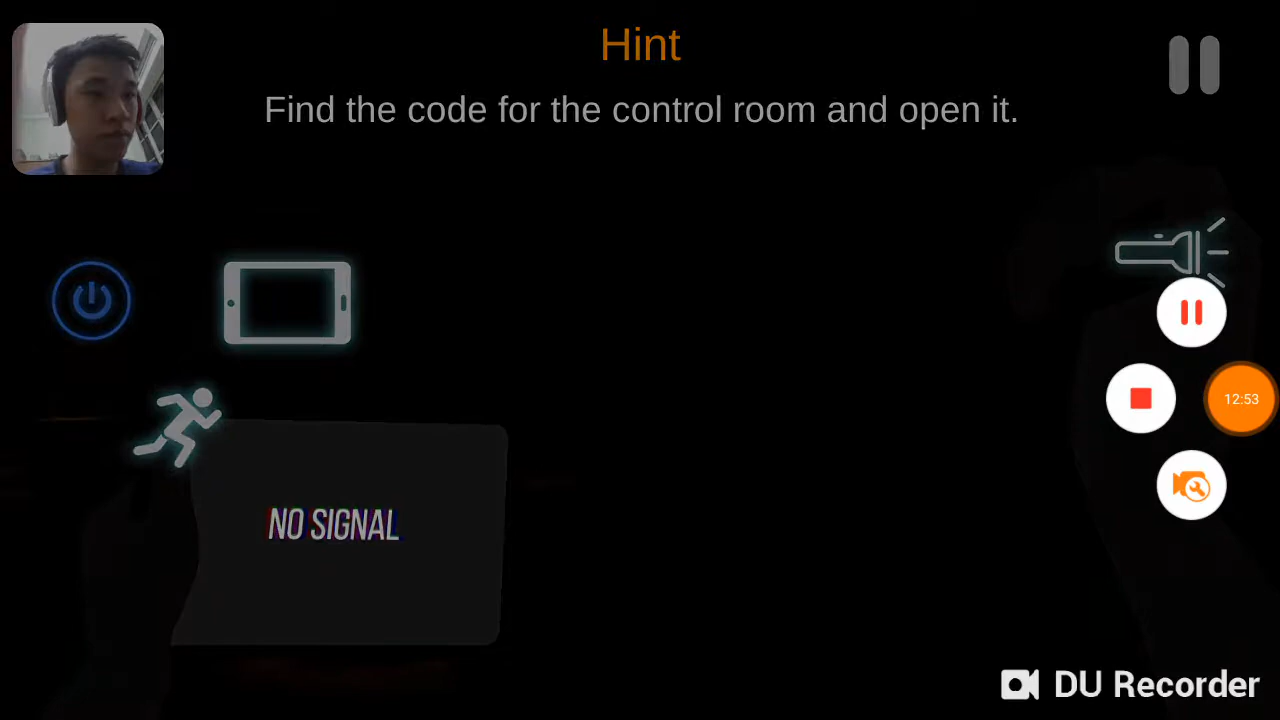 Hint
Find the code for the control room and open it.
12:53
NO SIGNAL
DU Recorder